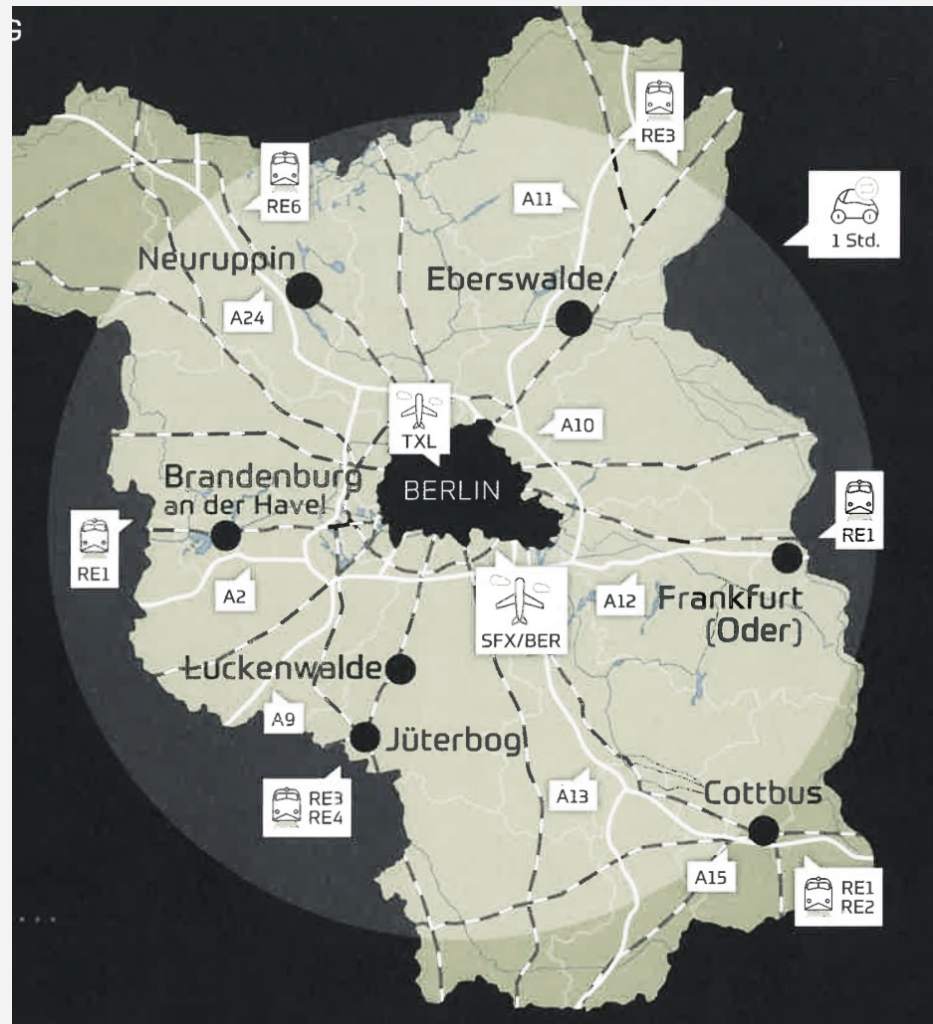 G
RE3
RE6
A11
1 Std.
Neuruppin
Eberswalde
A24
TXL
A10
BERLIN
Brandenburg
an der Havel
RE1
RE1
A2
A12
Frankfurt
(Oder)
SFX/BER
Luckenwalde
A9
Jüterbog
RE3
RE4
A13
Cottbus
A15
RE1
RE2